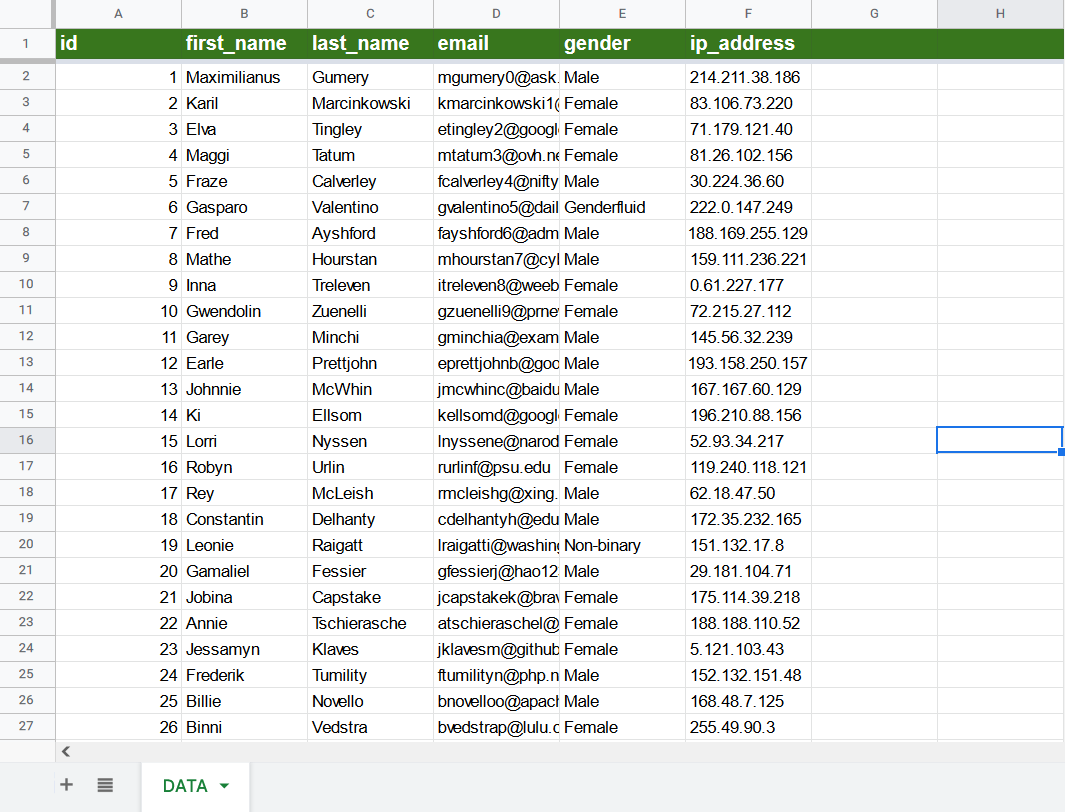 A B C D E F G H
1 id first_name last_name email gender ip_address
2 1 Maximilianus Gumery mgumery0@ask. Male 214.211.38.186
3 2 Karil Marcinkowski kmarcinkowski1@ Female 83.106.73.220
4 3 Elva Tingley etingley2@googl Female 71.179.121.40
5 4 Maggi Tatum mtatum3@ovh.ne Female 81.26.102.156
6 5 Fraze Calverley fcalverley4@nifty Male 30.224.36.60
7 6 Gasparo Valentino gvalentino5@dail Genderfluid 222.0.147.249
8 7 Fred Ayshford fayshford6@adm Male 188.169.255.129
9 8 Mathe Hourstan mhourstan7@cyl Male 159.111.236.221
10 9 Inna Treleven itreleven8@weeb Female 0.61.227.177
11 10 Gwendolin Zuenelli gzuenelli9@prne Female 72.215.27.112
12 11 Garey Minchi gminchia@exam Male 145.56.32.239
13 12 Earle Prettjohn eprettjohnb@goo Male 193.158.250.157
14 13 Johnnie McWhin jmcwhinc@baidu Male 167.167.60.129
15 14 Ki Ellsom kellsomd@googl Female 196.210.88.156
16 15 Lorri Nyssen lnyssene@narod Female 52.93.34.217
17 16 Robyn Urlin rurlinf@psu.edu Female 119.240.118.121
18 17 Rey McLeish rmcleishg@xing. Male 62.18.47.50
19 18 Constantin Delhanty cdelhantyh@edu Male 172.35.232.165
20 19 Leonie Raigatt lraigatti@washin Non-binary 151.132.17.8
21 20 Gamaliel Fessier gfessierj@hao12 Male 29.181.104.71
22 21 Jobina Capstake jcapstakek@brav Female 175.114.39.218
23 22 Annie Tschierasche atschieraschel@ Female 188.188.110.52
24 23 Jessamyn Klaves jklavesm@github Female 5.121.103.43
25 24 Frederik Tumility ftumilityn@php.n Male 152.132.151.48
26 25 Billie Novello bnovelloo@apach Male 168.48.7.125
27 26 Binni Vedstra bvedstrap@lulu.c Female 255.49.90.3
DATA